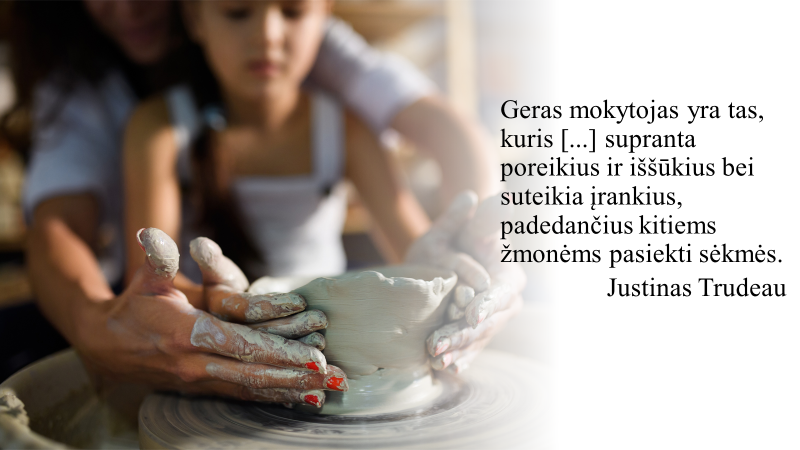 Geras mokytojas yra tas,
kuris [...] supranta
poreikius ir iššūkius bei
suteikia įrankius,
padedančius kitiems
žmonėms pasiekti sėkmės.
Justinas Trudeau